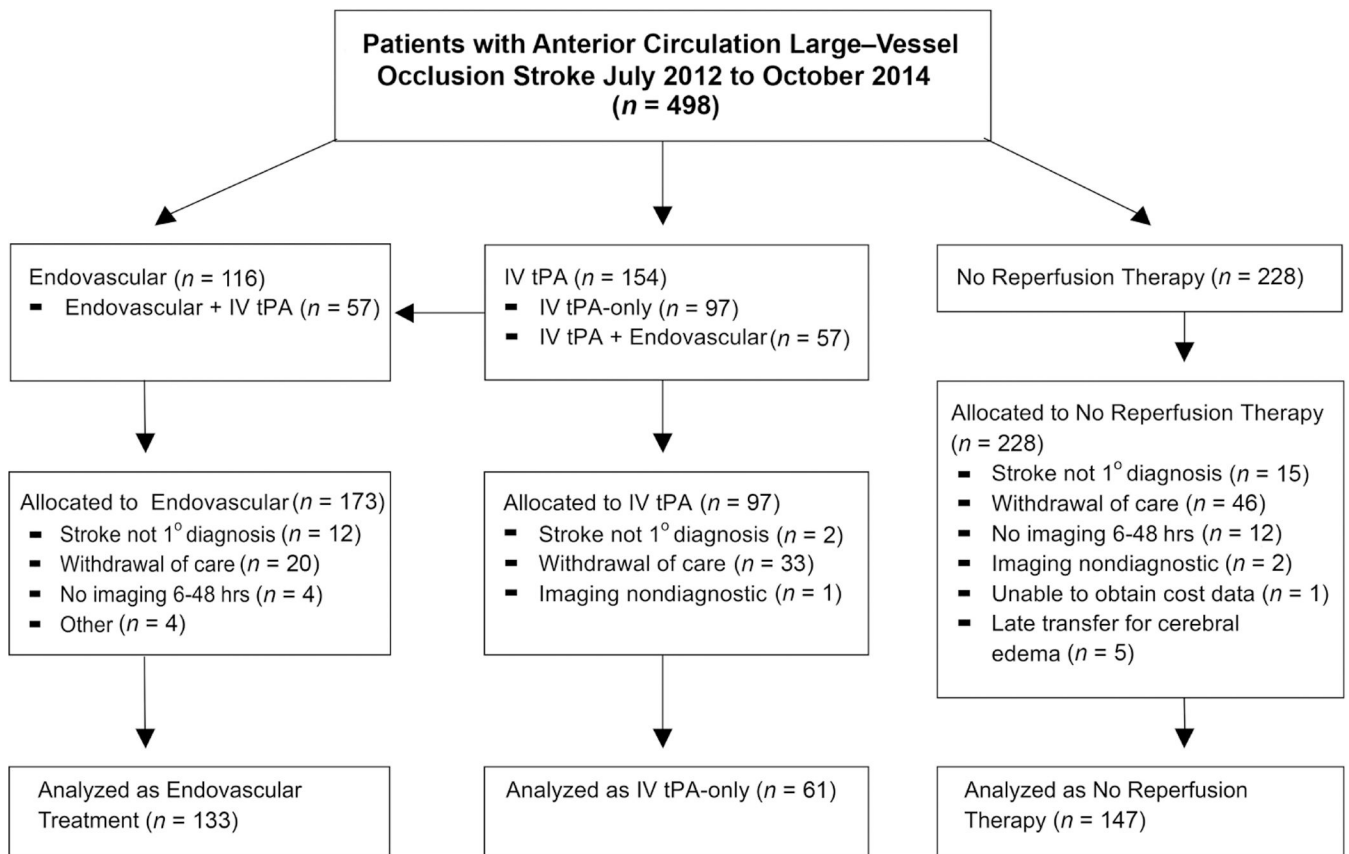 Patients with Anterior Circulation Large–Vessel
Occlusion Stroke July 2012 to October 2014
(n = 498)
Endovascular (n = 116)
▪ Endovascular + IV tPA (n = 57)
IV tPA (n = 154)
▪ IV tPA-only (n = 97)
▪ IV tPA + Endovascular (n = 57)
No Reperfusion Therapy (n = 228)
Allocated to Endovascular (n = 173)
▪ Stroke not 1° diagnosis (n = 12)
▪ Withdrawal of care (n = 20)
▪ No imaging 6-48 hrs (n = 4)
▪ Other (n = 4)
Allocated to IV tPA (n = 97)
▪ Stroke not 1° diagnosis (n = 2)
▪ Withdrawal of care (n = 33)
▪ Imaging nondiagnostic (n = 1)
Allocated to No Reperfusion Therapy
(n = 228)
▪ Stroke not 1° diagnosis (n = 15)
▪ Withdrawal of care (n = 46)
▪ No imaging 6-48 hrs (n = 12)
▪ Imaging nondiagnostic (n = 2)
▪ Unable to obtain cost data (n = 1)
▪ Late transfer for cerebral
edema (n = 5)
Analyzed as Endovascular
Treatment (n = 133)
Analyzed as IV tPA-only (n = 61)
Analyzed as No Reperfusion
Therapy (n = 147)